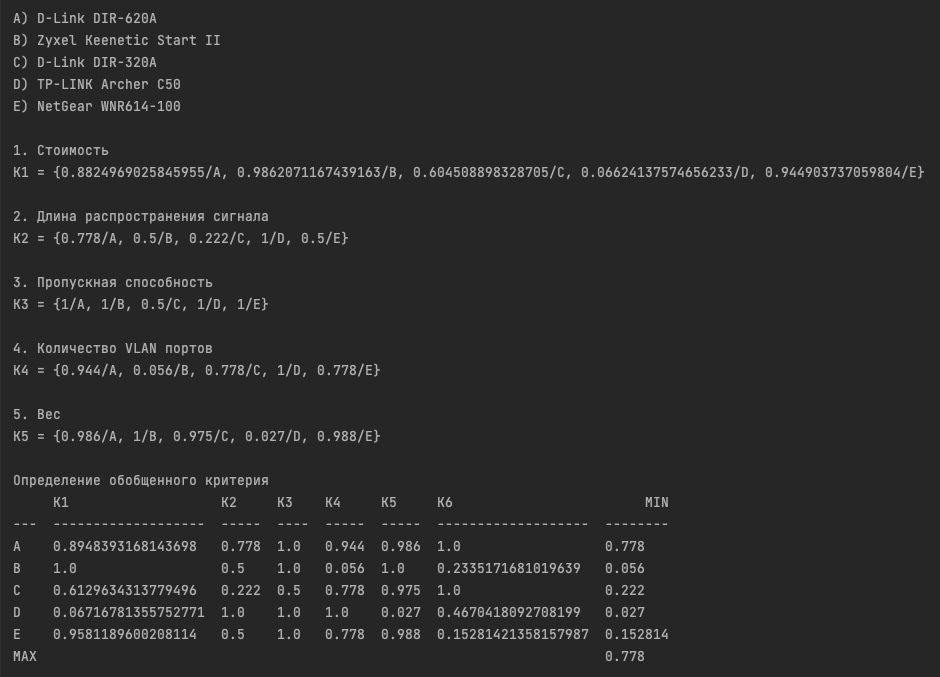 A) D-Link DIR-620A
B) Zyxel Keenetic Start II
C) D-Link DIR-320A
D) TP-LINK Archer C50
E) NetGear WNR614-100
1. Стоимость
K1 = {0.8824969025845955/A, 0.9862071167439163/B, 0.604508898328705/C, 0.06624137574656233/D, 0.944903737059804/E}
2. Длина распространения сигнала
K2 = {0.778/A, 0.5/B, 0.222/C, 1/D, 0.5/E}
3. Пропускная способность
K3 = {1/A, 1/B, 0.5/C, 1/D, 1/E}
4. Количество VLAN портов
K4 = {0.944/A, 0.056/B, 0.778/C, 1/D, 0.778/E}
5. Вес
K5 = {0.986/A, 1/B, 0.975/C, 0.027/D, 0.988/E}
Определение обобщенного критерия
K1 K2 K3 K4 K5 K6 MIN
--- ------------------- ----- ---- ----- ----- ------------------- --------
A 0.8948393168143698 0.778 1.0 0.944 0.986 1.0 0.778
B 1.0 0.5 1.0 0.056 1.0 0.2335171681019639 0.056
C 0.6129634313779496 0.222 0.5 0.778 0.975 1.0 0.222
D 0.06716781355752771 1.0 1.0 1.0 0.027 0.4670418092708199 0.027
E 0.9581189600208114 0.5 1.0 0.778 0.988 0.15281421358157987 0.152814
MAX 0.778